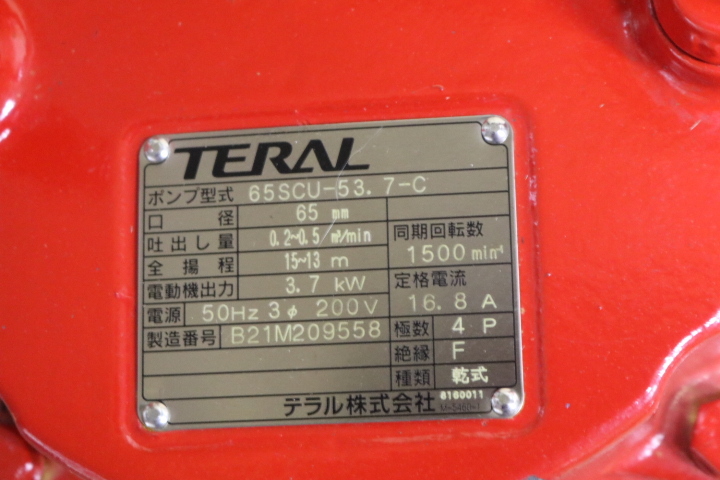 TERAL
ポンプ型式 65SCU-53.7-C
口径 65 mm
吐出し量 0.2~0.5 m³/min
全揚程 15~13 m
電動機出力 3.7 kW
電源 50Hz 3φ 200V
製造番号 B21M209558
同期回転数
1500 min⁻¹
定格電流
16.8 A
極数 4 P
絶縁 F
種類 乾式
テラル株式会社 6160011